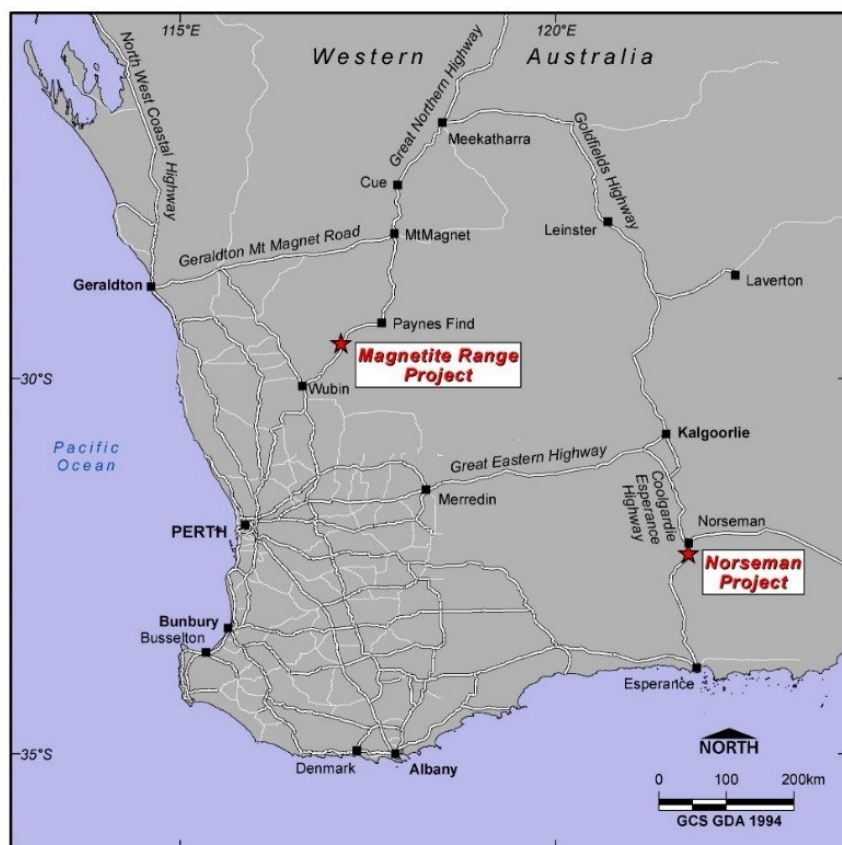 115°E
120°E
Western Australia
North West Coastal Highway
Great Northern Highway
Meekatharra
Goldfields Highway
Cue
Geraldton Mt Magnet Road
MtMagnet
Leinster
Geraldton
Laverton
Paynes Find
Magnetite Range
Project
30°S
Wubin
Kalgoorlie
Pacific
Ocean
Great Eastern Highway
Merredin
Coolgardie
Esperance
Highway
PERTH
Norseman
Norseman
Project
Bunbury
Busselton
Esperance
NORTH
35°S
Denmark
Albany
0 100 200km
GCS GDA 1994